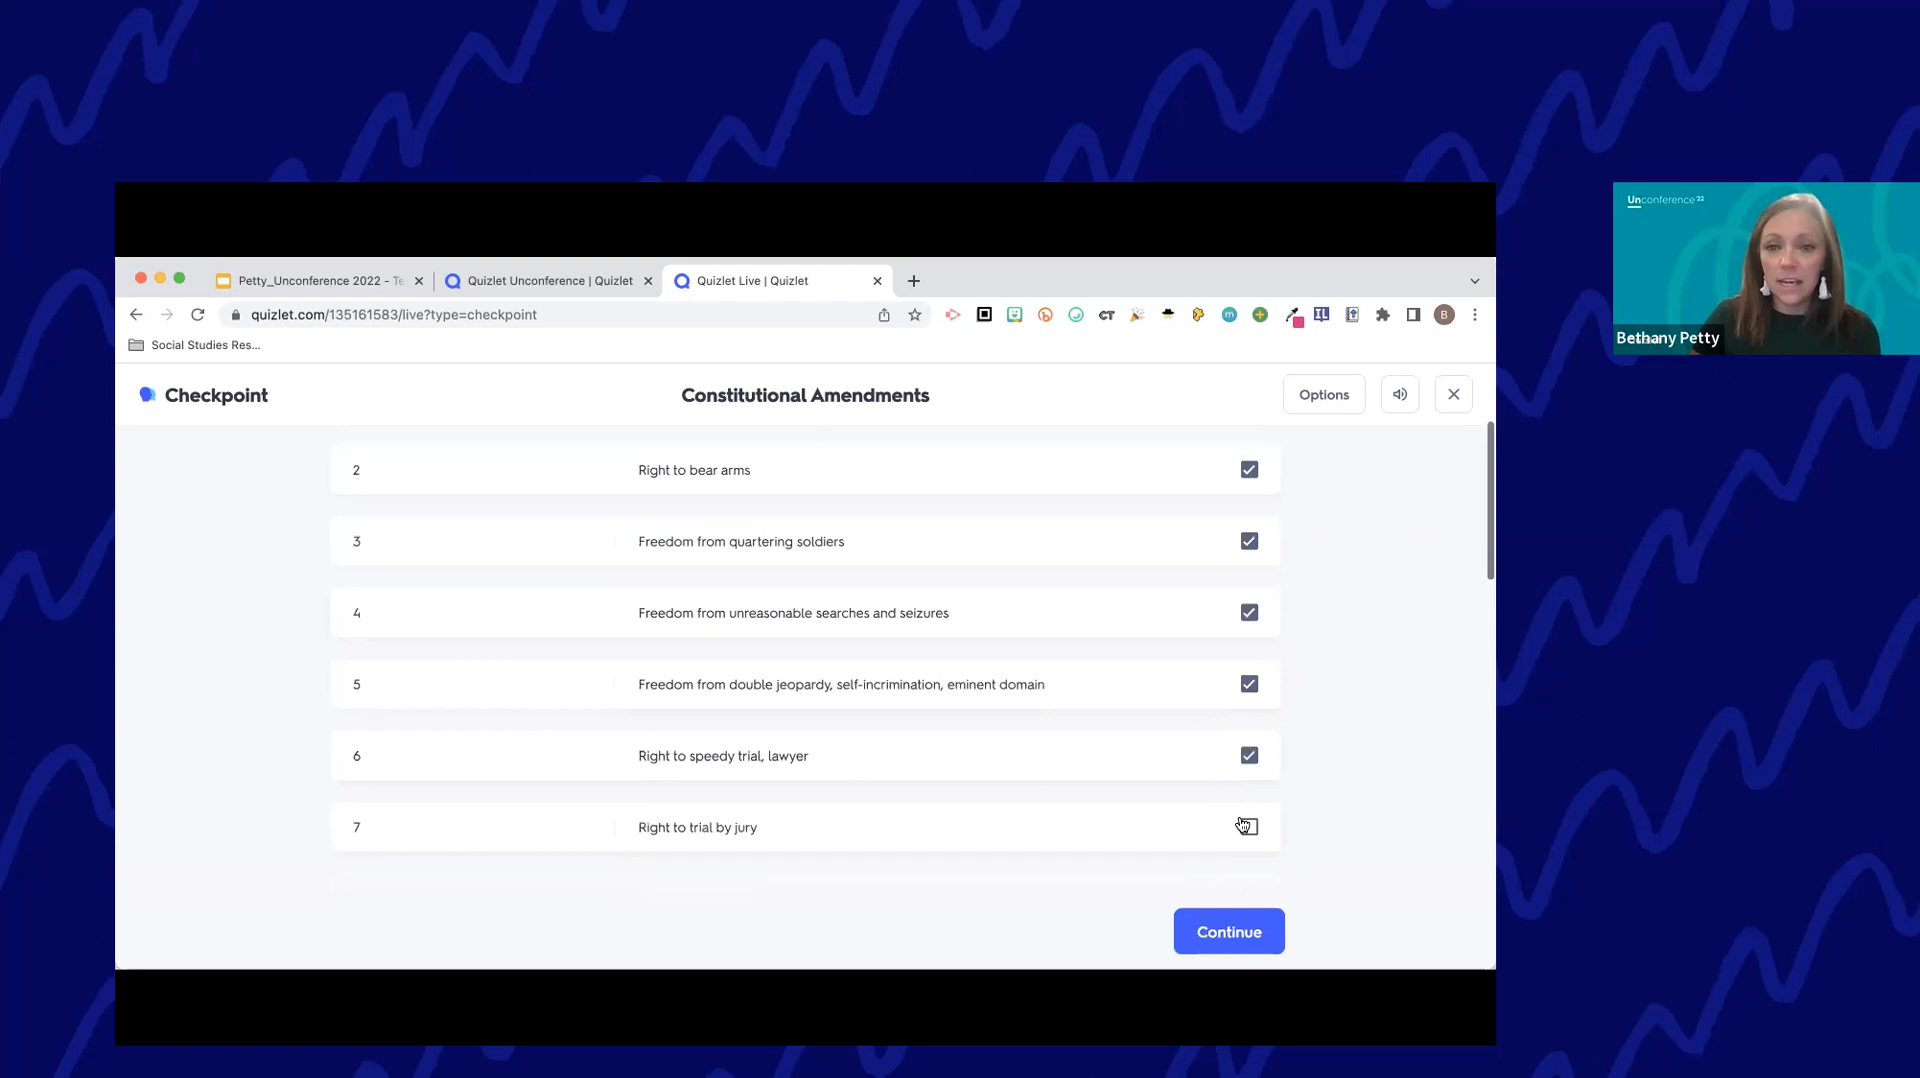 Unconference '22
Bethany Petty
Petty_Unconference 2022 - Te
Quizlet Unconference | Quizlet
Quizlet Live | Quizlet
quizlet.com/135161583/live?type=checkpoint
CT
m
IL
B
Social Studies Res...
Checkpoint
Constitutional Amendments
Options
2 Right to bear arms
3 Freedom from quartering soldiers
4 Freedom from unreasonable searches and seizures
5 Freedom from double jeopardy, self-incrimination, eminent domain
6 Right to speedy trial, lawyer
7 Right to trial by jury
Continue